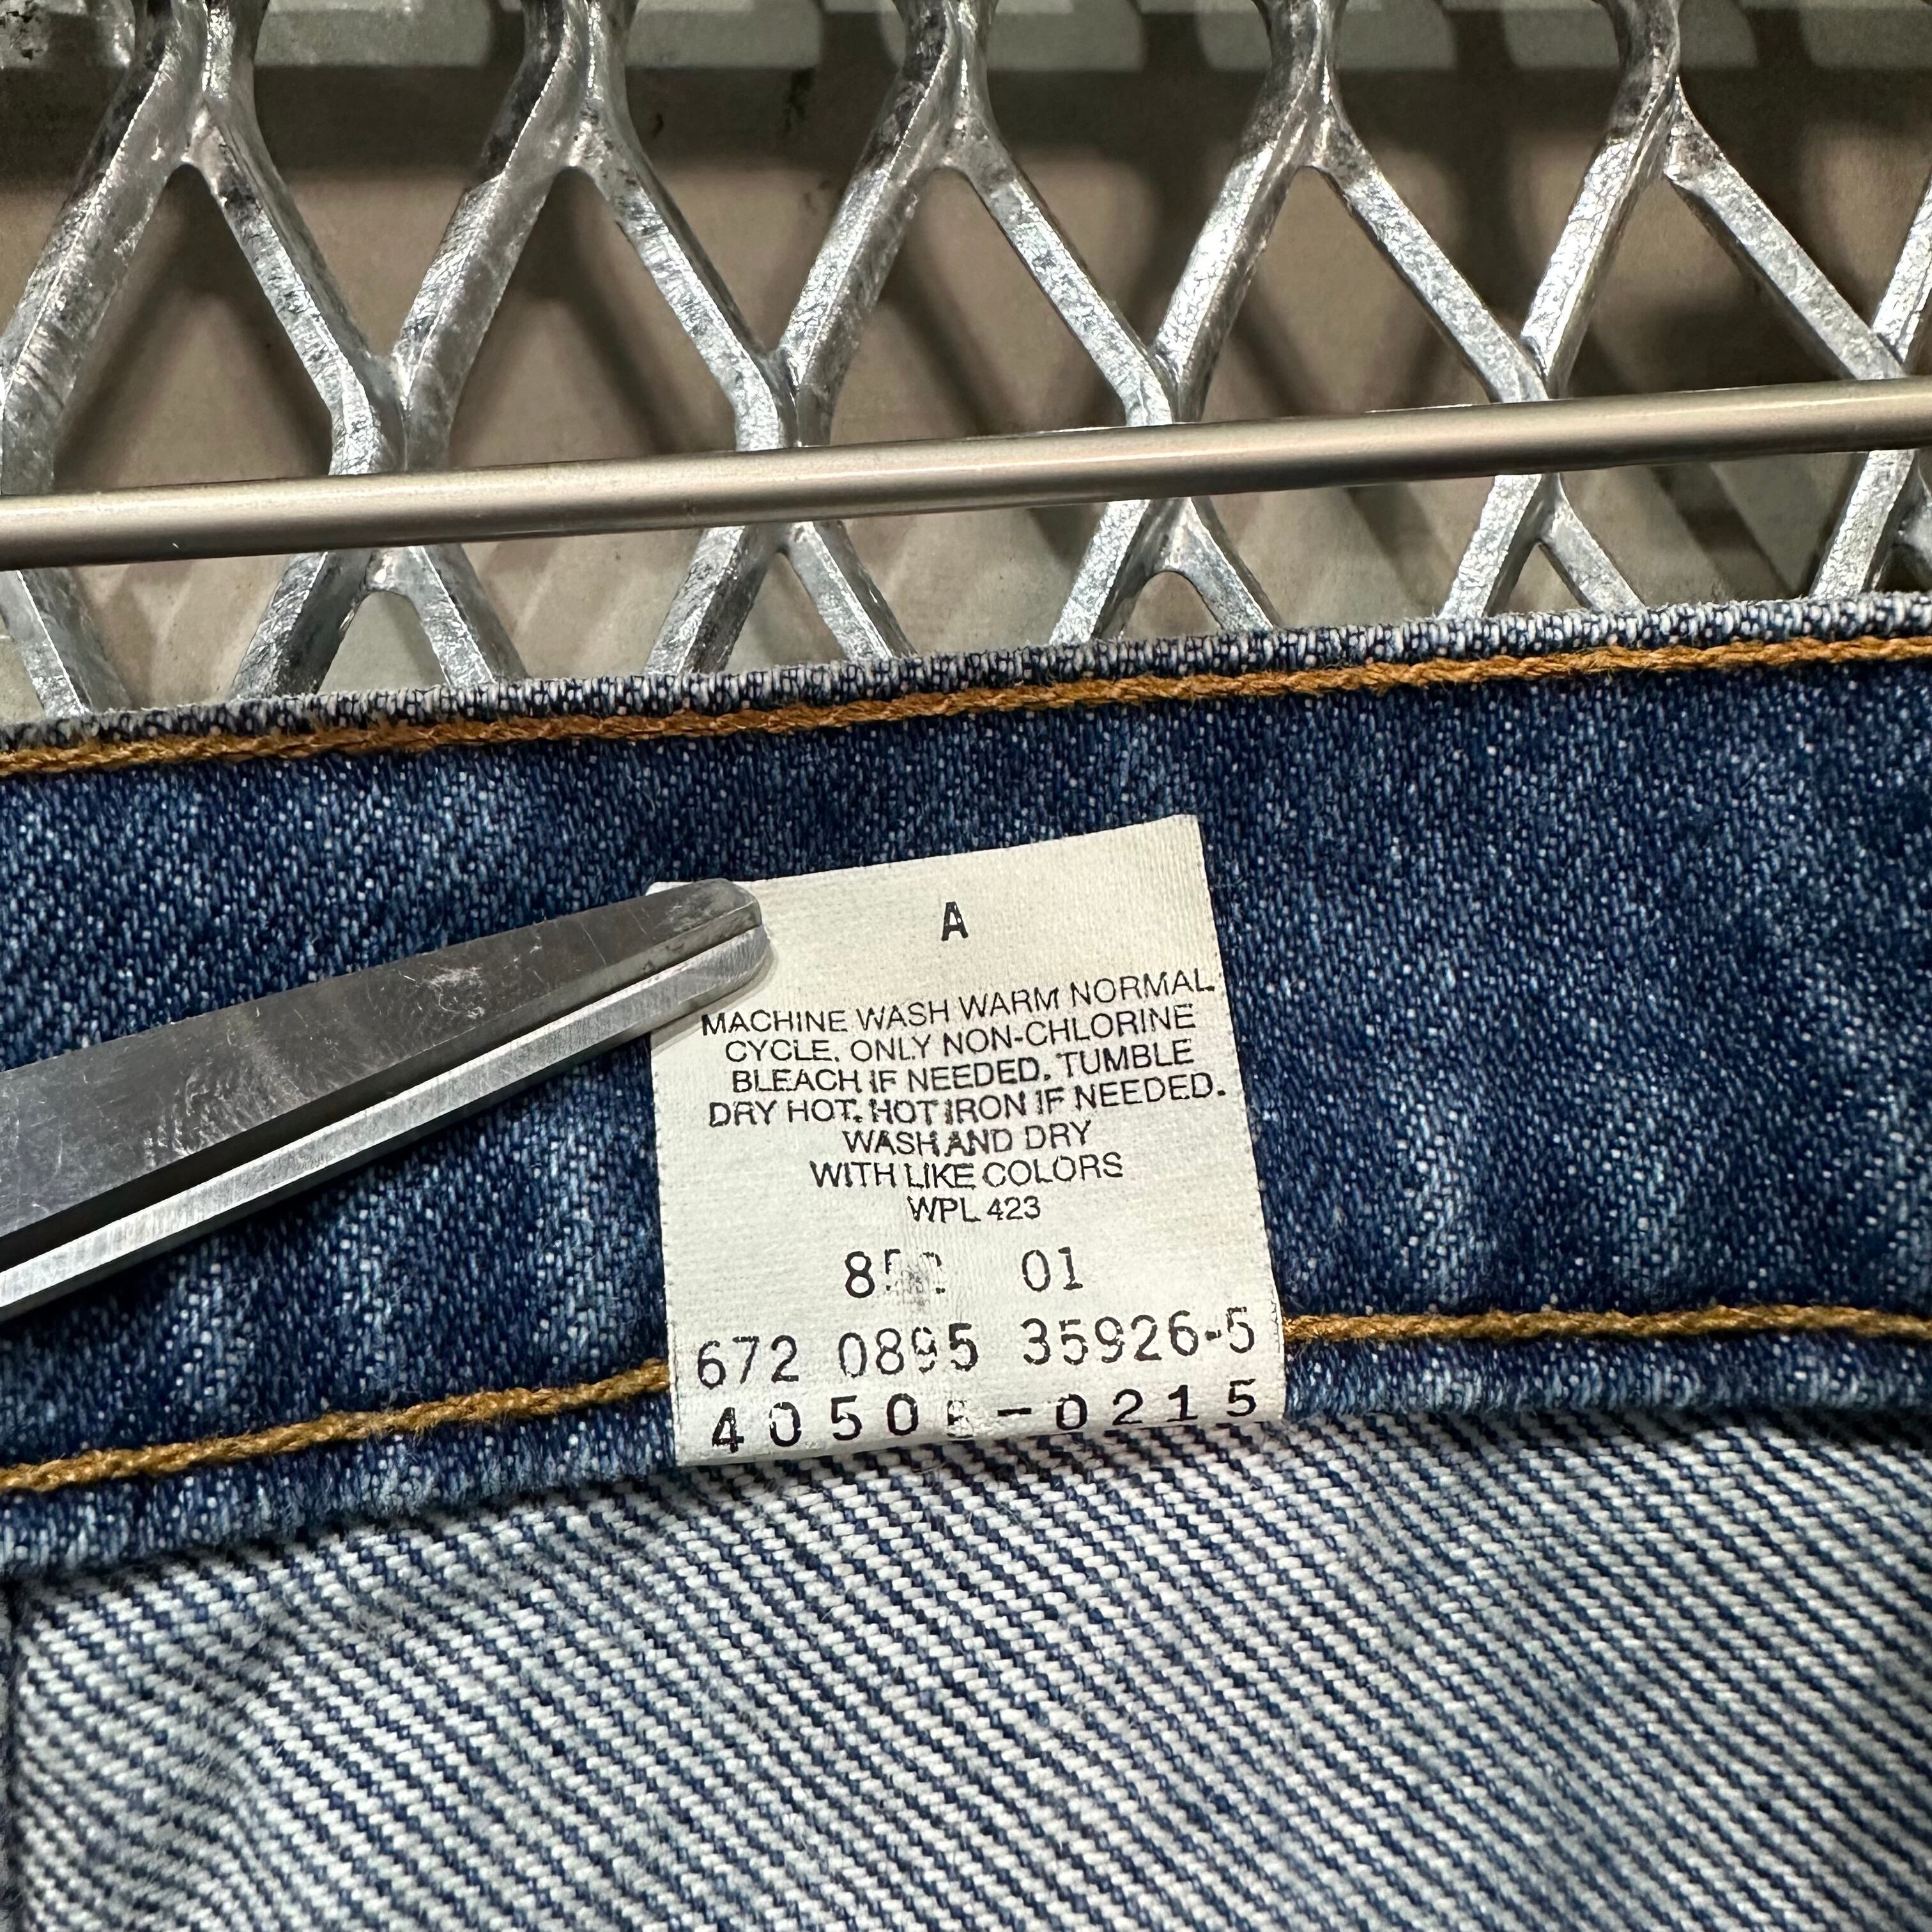 A
MACHINE WASH WARM NORMAL
CYCLE. ONLY NON-CHLORINE
BLEACH IF NEEDED. TUMBLE
DRY HOT. HOT IRON IF NEEDED.
WASH AND DRY
WITH LIKE COLORS
WPL 423
01
672 0895 35926-5